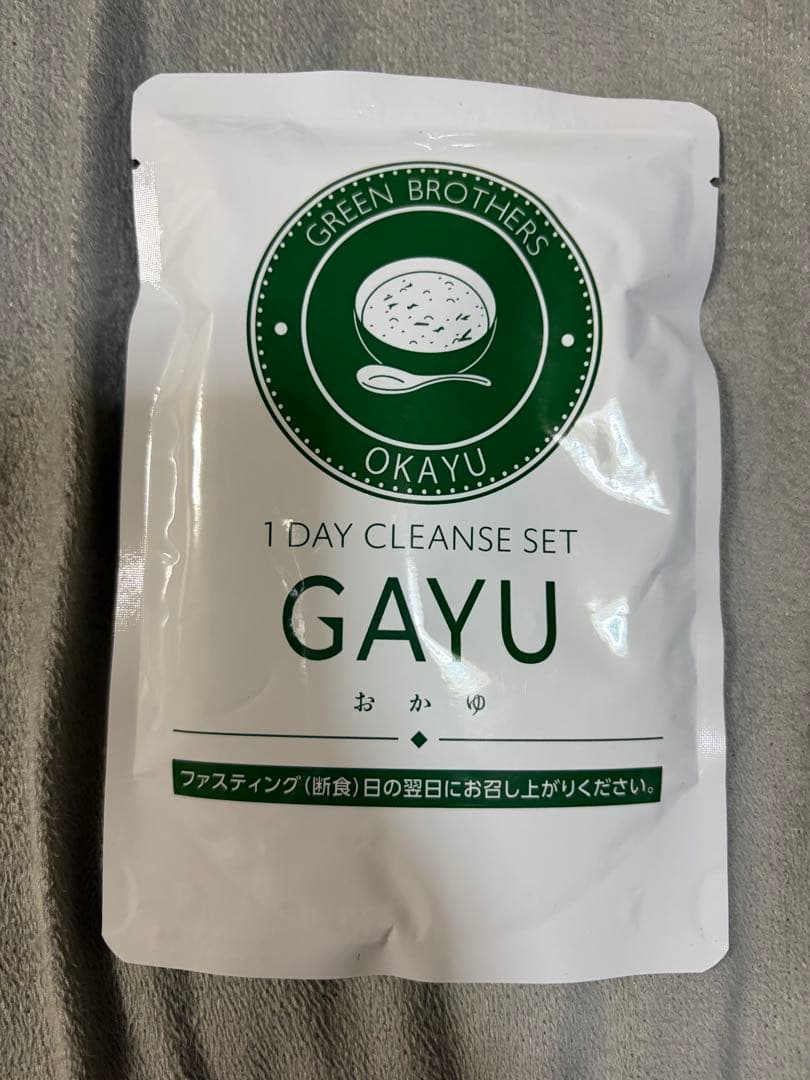 GREEN BROTHERS
OKAYU
1 DAY CLEANSE SET
GAYU
おかゆ
ファスティング(断食)日の翌日にお召し上がりください。